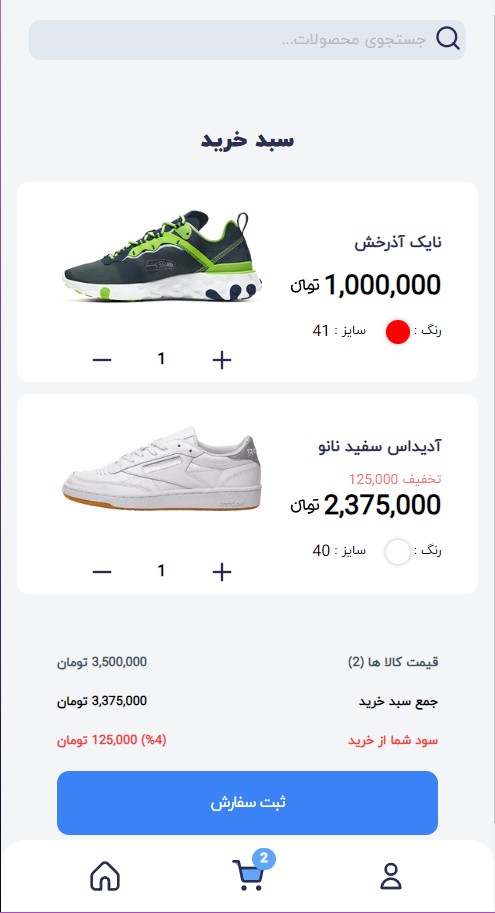 جستجوی محصولات...
سبد خرید
نایک آذرخش
1,000,000 تومان
رنگ : سایز : 41
1
آدیداس سفید نانو
تخفیف 125,000
2,375,000 تومان
رنگ : سایز : 40
1
قیمت کالا ها (2) 3,500,000 تومان
جمع سبد خرید 3,375,000 تومان
سود شما از خرید (%4) 125,000 تومان
ثبت سفارش
2